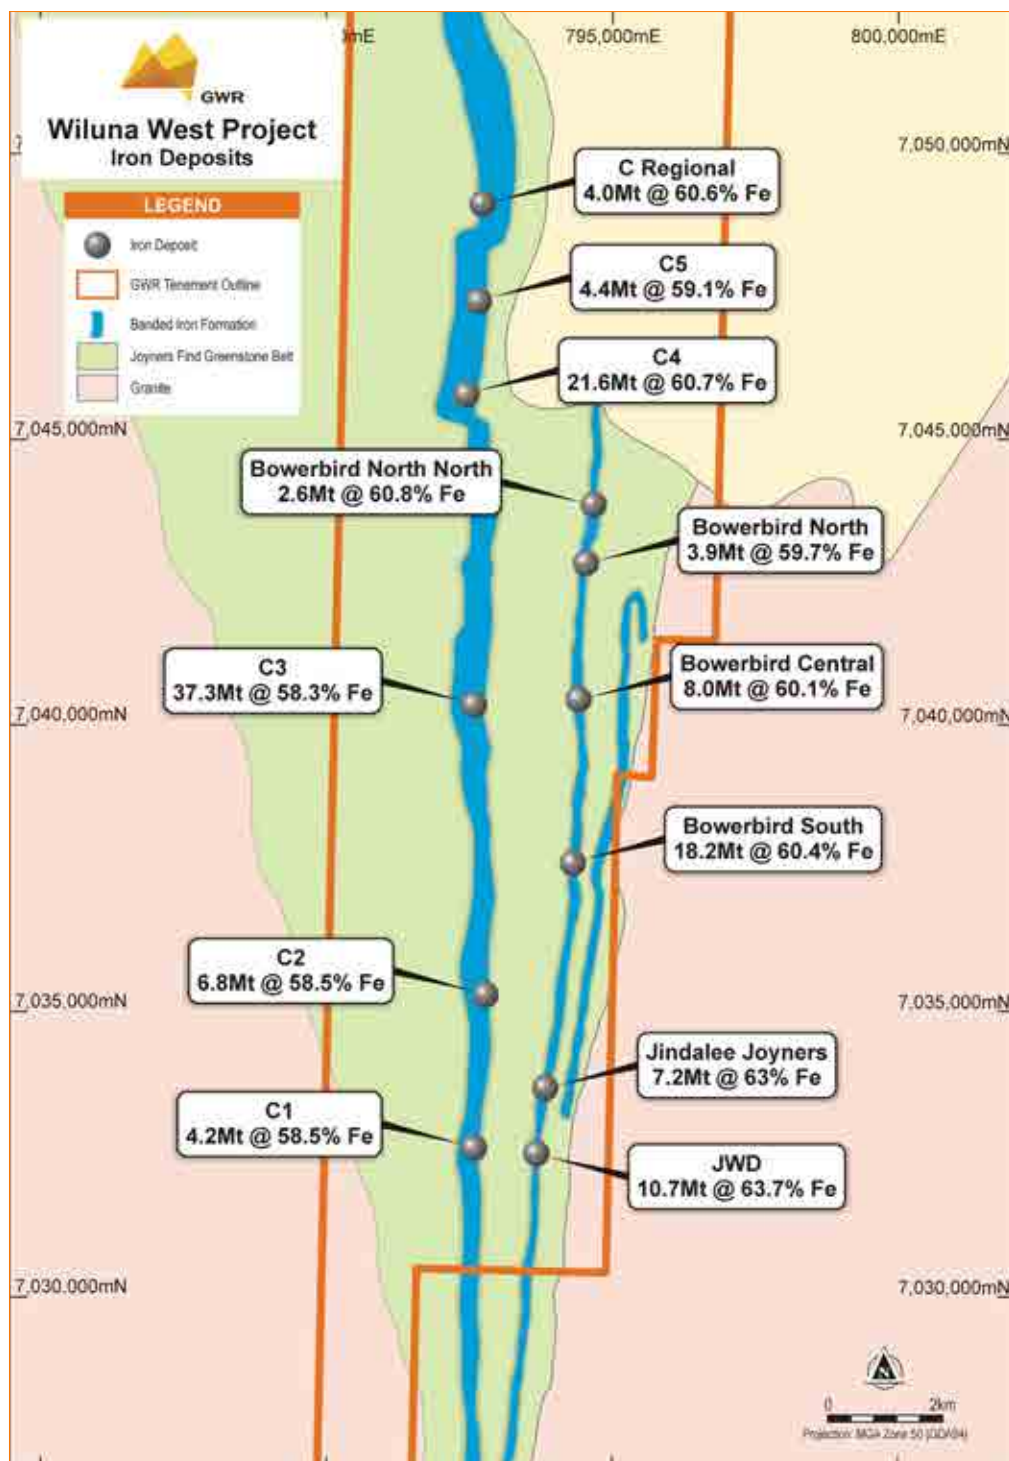 mE
795,000mE
800,000mE
GWR
Wiluna West Project
Iron Deposits
7,050,000mN
LEGEND
Iron Deposit
GWR Tenement Outline
Banded Iron Formation
Joyners Find Greenstone Belt
Granite
C Regional
4.0Mt @ 60.6% Fe
C5
4.4Mt @ 59.1% Fe
C4
21.6Mt @ 60.7% Fe
7,045,000mN
7,045,000mN
Bowerbird North North
2.6Mt @ 60.8% Fe
Bowerbird North
3.9Mt @ 59.7% Fe
C3
37.3Mt @ 58.3% Fe
Bowerbird Central
8.0Mt @ 60.1% Fe
7,040,000mN
7,040,000mN
Bowerbird South
18.2Mt @ 60.4% Fe
C2
6.8Mt @ 58.5% Fe
7,035,000mN
7,035,000mN
Jindalee Joyners
7.2Mt @ 63% Fe
C1
4.2Mt @ 58.5% Fe
JWD
10.7Mt @ 63.7% Fe
7,030,000mN
7,030,000mN
N
0 2km
Projection: MGA Zone 50 (GDA94)